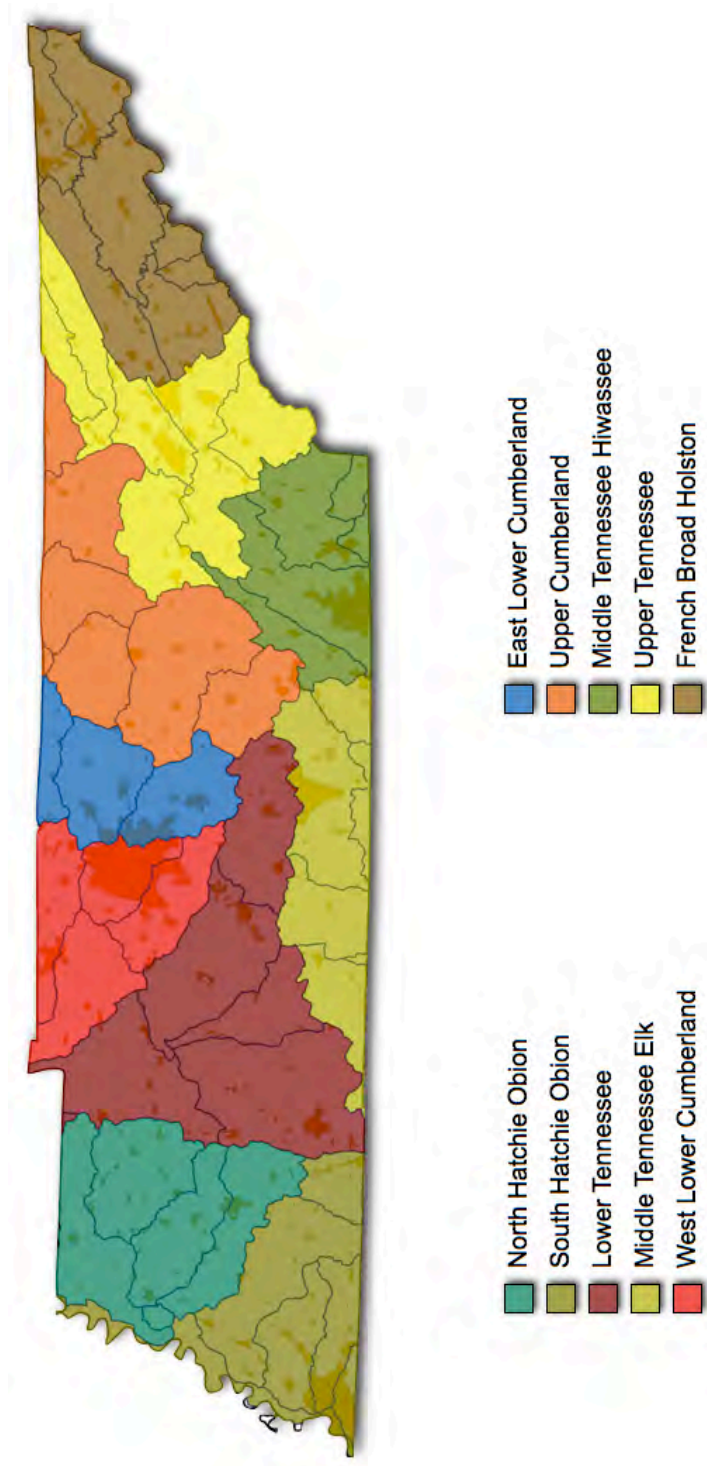 North Hatchie Obion
South Hatchie Obion
Lower Tennessee
Middle Tennessee Elk
West Lower Cumberland
East Lower Cumberland
Upper Cumberland
Middle Tennessee Hiwassee
Upper Tennessee
French Broad Holston